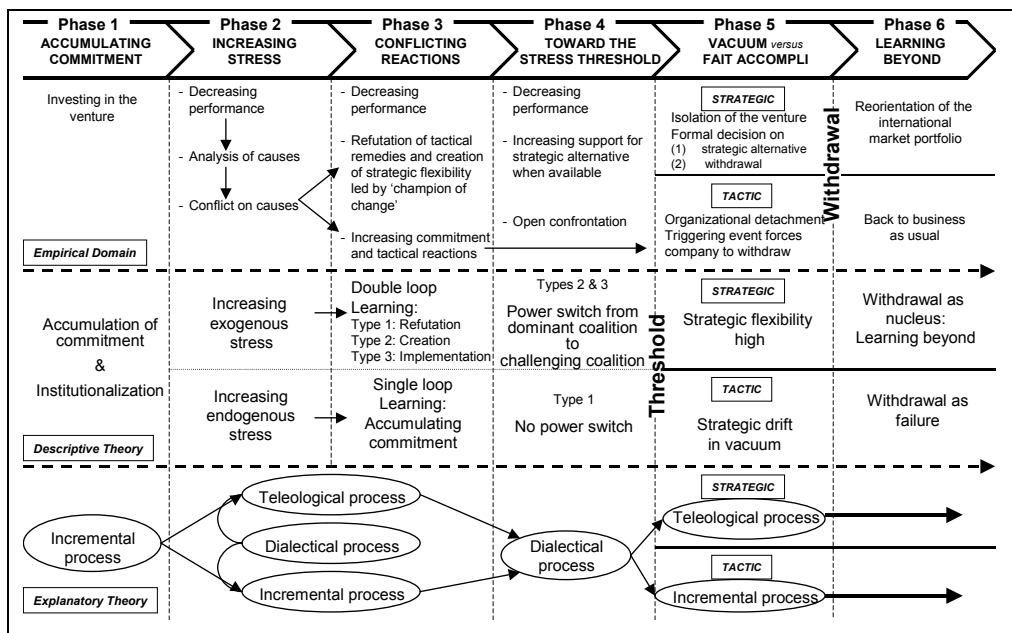 Phase 1
ACCUMULATING
COMMITMENT
Phase 2
INCREASING
STRESS
Phase 3
CONFLICTING
REACTIONS
Phase 4
TOWARD THE
STRESS THRESHOLD
Phase 5
VACUUM versus
FAIT ACCOMPLI
Phase 6
LEARNING
BEYOND
Investing in the
venture
- Decreasing
performance
- Analysis of causes
- Conflict on causes
- Decreasing
performance
- Refutation of tactical
remedies and creation
of strategic flexibility
led by ‘champion of
change’
- Increasing commitment
and tactical reactions
- Decreasing
performance
- Increasing support for
strategic alternative
when available
- Open confrontation
STRATEGIC
Isolation of the venture
Formal decision on
(1) strategic alternative
(2) withdrawal
TACTIC
Organizational detachment
Triggering event forces
company to withdraw
Withdrawal
Reorientation of the
international
market portfolio
Back to business
as usual
Empirical Domain
Accumulation of
commitment
&
Institutionalization
Increasing
exogenous
stress
Increasing
endogenous
stress
Double loop
Learning:
Type 1: Refutation
Type 2: Creation
Type 3: Implementation
Single loop
Learning:
Accumulating
commitment
Types 2 & 3
Power switch from
dominant coalition
to
challenging coalition
Type 1
No power switch
Threshold
STRATEGIC
Strategic flexibility
high
TACTIC
Strategic drift
in vacuum
Withdrawal as
nucleus:
Learning beyond
Withdrawal as
failure
Descriptive Theory
Incremental
process
Teleological process
Dialectical process
Incremental process
Dialectical
process
STRATEGIC
Teleological process
TACTIC
Incremental process
Explanatory Theory